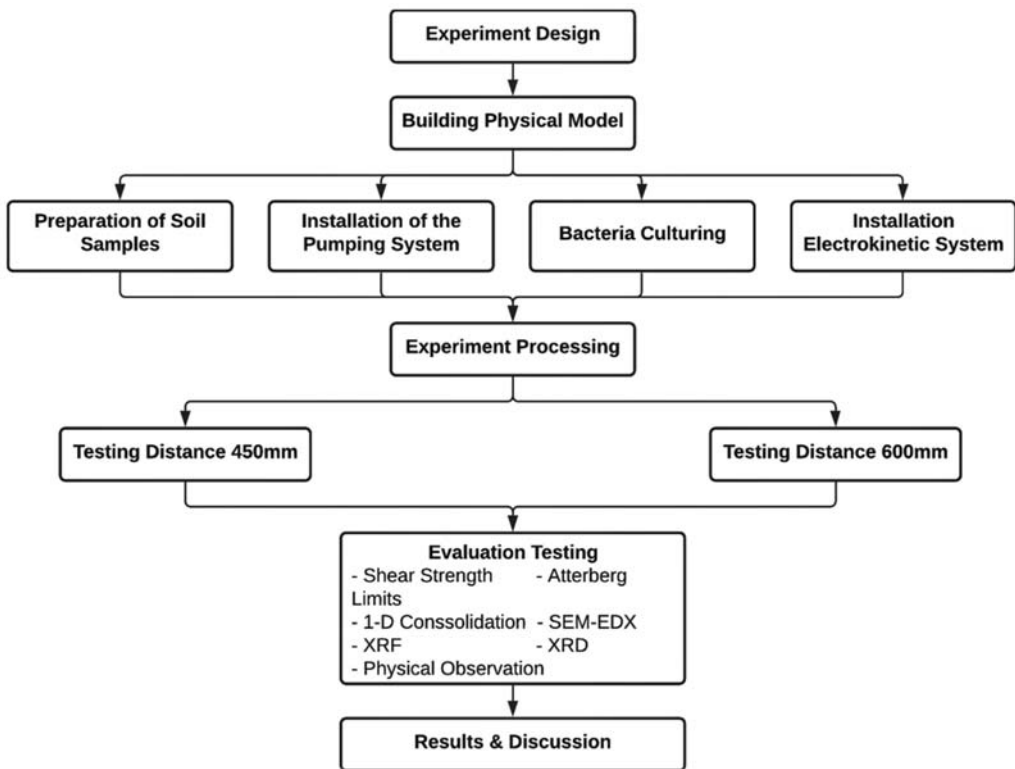 Experiment Design
Building Physical Model
Preparation of Soil
Samples
Installation of the
Pumping System
Bacteria Culturing
Installation
Electrokinetic System
Experiment Processing
Testing Distance 450mm
Testing Distance 600mm
Evaluation Testing
- Shear Strength - Atterberg
Limits
- 1-D Conssolidation - SEM-EDX
- XRF - XRD
- Physical Observation
Results & Discussion